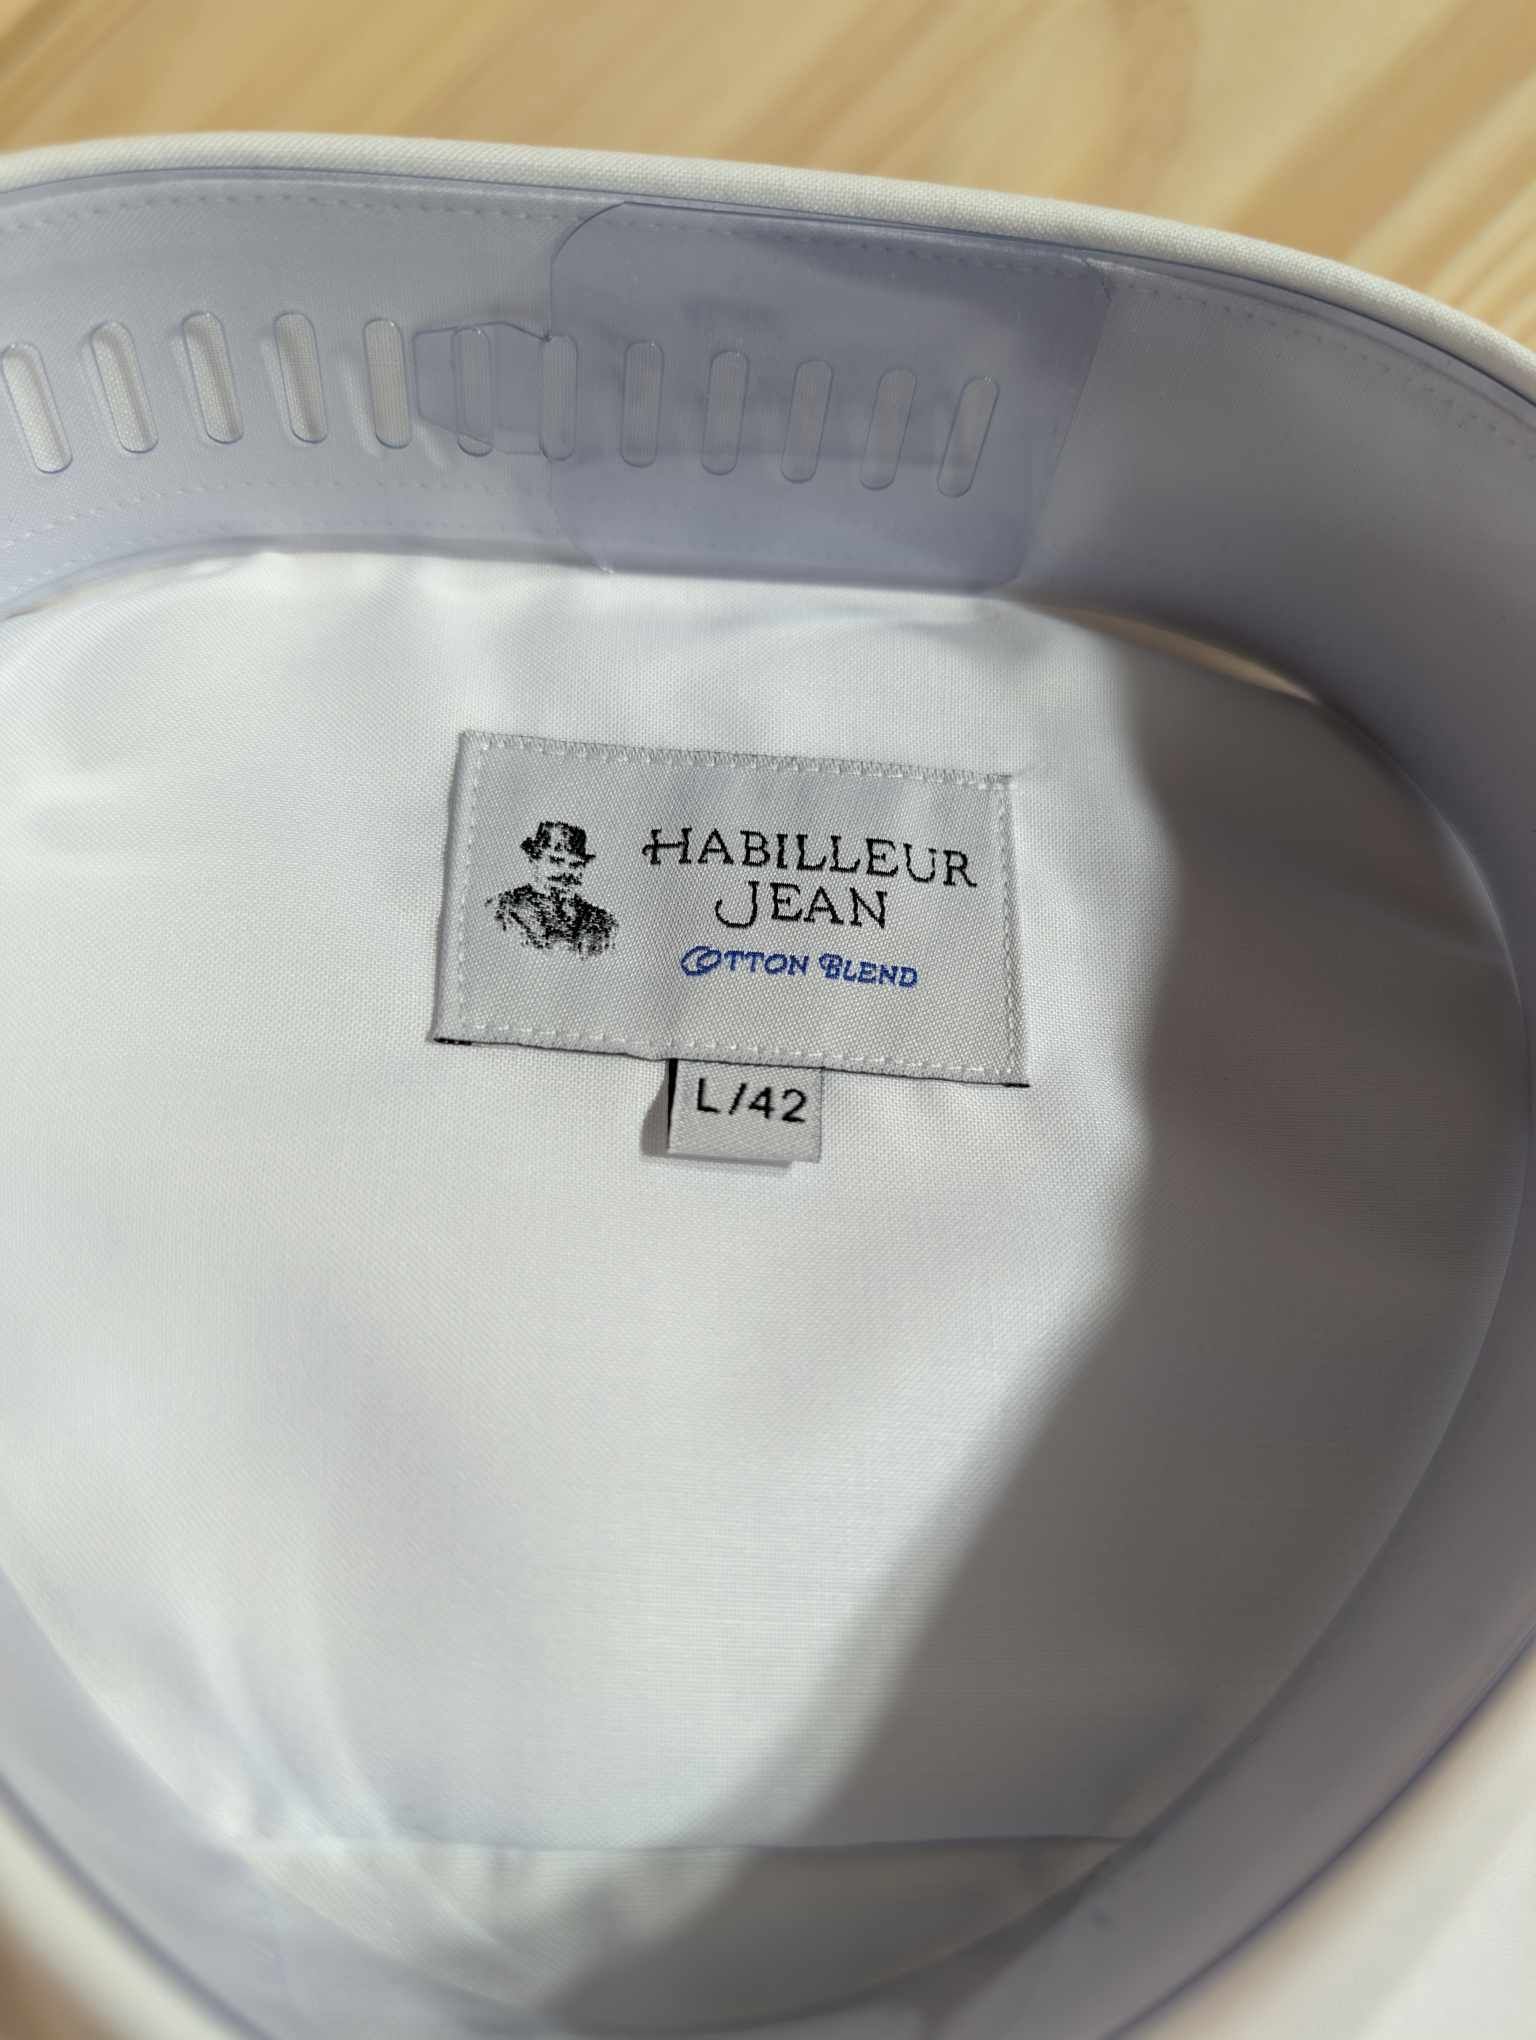 HABILLEUR
JEAN
COTTON BLEND
L/42